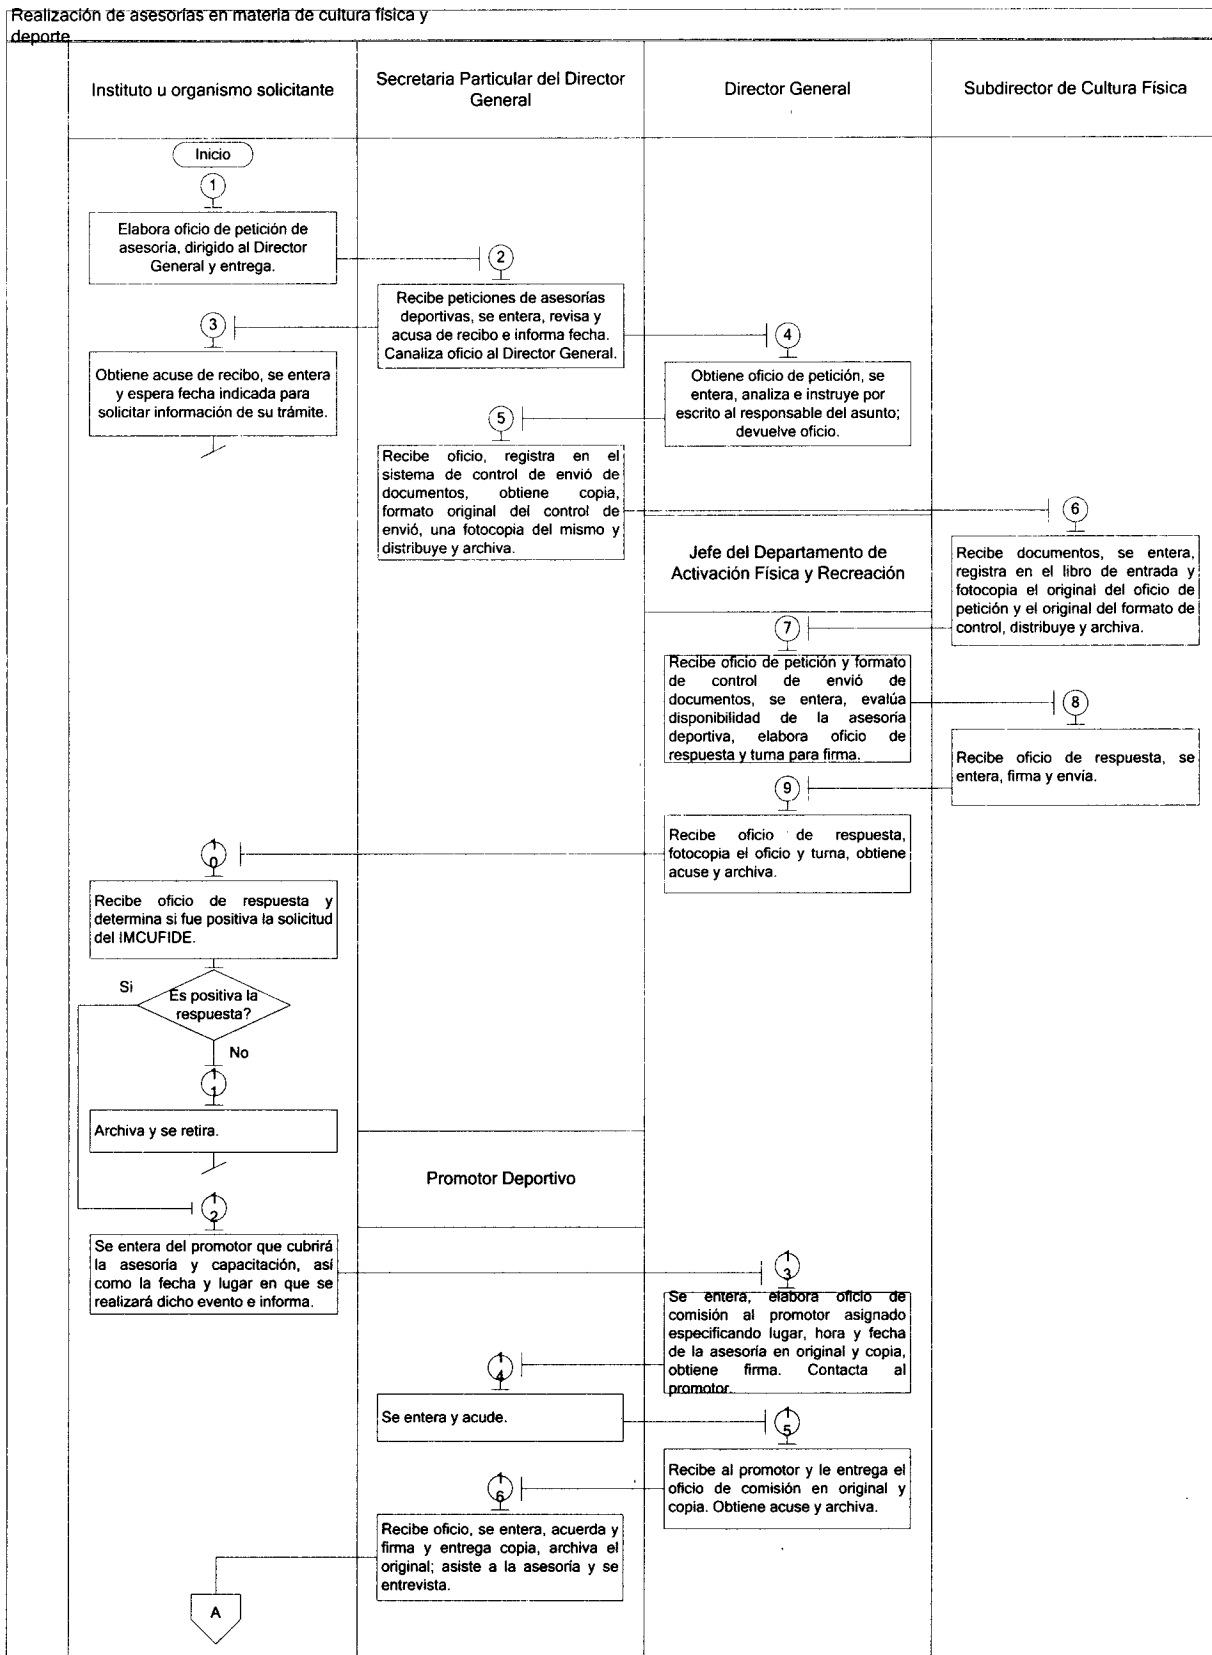 Realización de asesorías en materia de cultura física y
deporte
Instituto u organismo solicitante
Secretaria Particular del Director
General
Director General
Subdirector de Cultura Física
Inicio
1
Elabora oficio de petición de
asesoría, dirigido al Director
General y entrega.
2
Recibe peticiones de asesorías
deportivas, se entera, revisa y
acusa de recibo e informa fecha.
Canaliza oficio al Director General.
3
Obtiene acuse de recibo, se entera
y espera fecha indicada para
solicitar información de su trámite.
4
Obtiene oficio de petición, se
entera, analiza e instruye por
escrito al responsable del asunto;
devuelve oficio.
5
Recibe oficio, registra en el
sistema de control de envió de
documentos, obtiene copia,
formato original del control de
envió, una fotocopia del mismo y
distribuye y archiva.
6
Recibe documentos, se entera,
registra en el libro de entrada y
fotocopia el original del oficio de
petición y el original del formato de
control, distribuye y archiva.
Jefe del Departamento de
Activación Física y Recreación
7
Recibe oficio de petición y formato
de control de envió de
documentos, se entera, evalúa
disponibilidad de la asesoría
deportiva, elabora oficio de
respuesta y turna para firma.
8
Recibe oficio de respuesta, se
entera, firma y envía.
9
Recibe oficio de respuesta,
fotocopia el oficio y turna, obtiene
acuse y archiva.
1
0
Recibe oficio de respuesta y
determina si fue positiva la solicitud
del IMCUFIDE.
Si
Es positiva la
respuesta?
No
1
1
Archiva y se retira.
Promotor Deportivo
1
2
Se entera del promotor que cubrirá
la asesoría y capacitación, así
como la fecha y lugar en que se
realizará dicho evento e informa.
1
3
Se entera, elabora oficio de
comisión al promotor asignado
especificando lugar, hora y fecha
de la asesoría en original y copia,
obtiene firma. Contacta al
promotor.
1
4
Se entera y acude.
1
5
Recibe al promotor y le entrega el
oficio de comisión en original y
copia. Obtiene acuse y archiva.
1
6
Recibe oficio, se entera, acuerda y
firma y entrega copia, archiva el
original; asiste a la asesoría y se
entrevista.
A